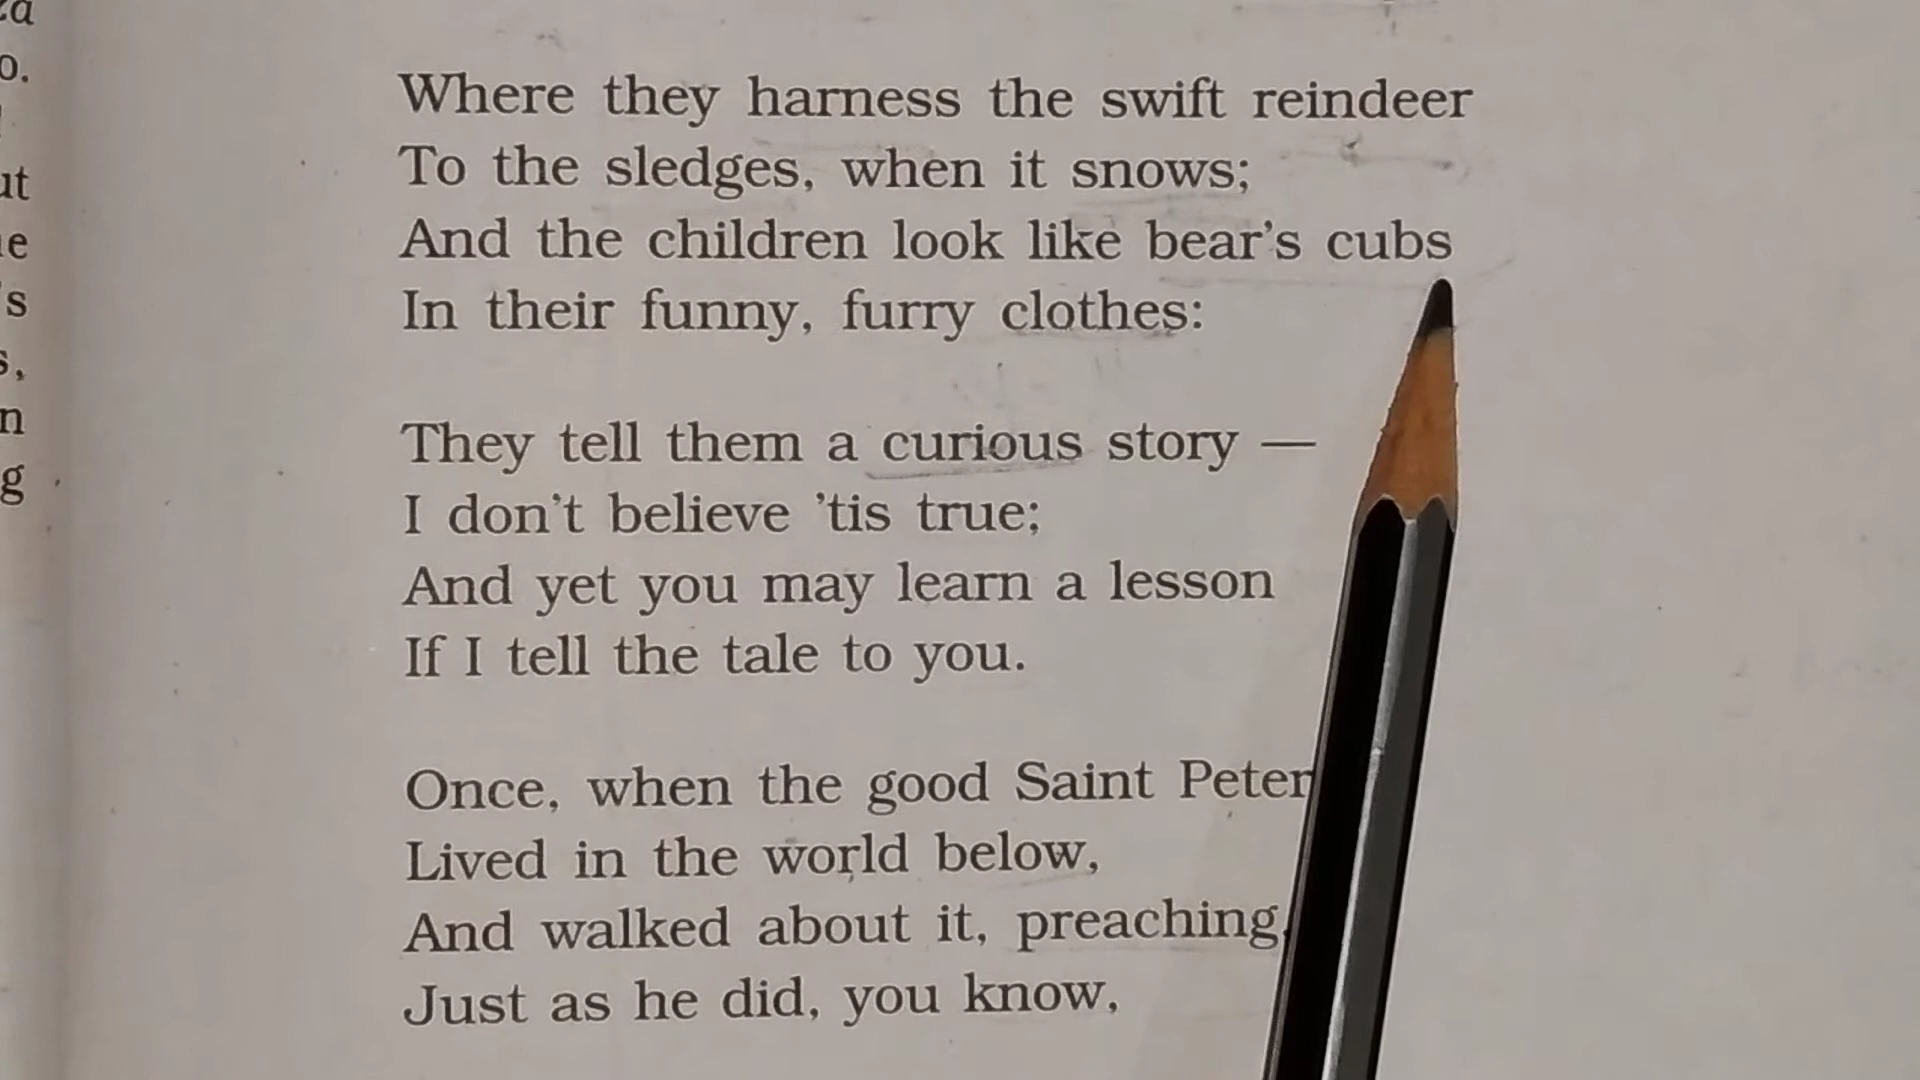 Where they harness the swift reindeer
To the sledges, when it snows;
And the children look like bear's cubs
In their funny, furry clothes:
They tell them a curious story —
I don't believe 'tis true;
And yet you may learn a lesson
If I tell the tale to you.
Once, when the good Saint Peter
Lived in the world below,
And walked about it, preaching,
Just as he did, you know,